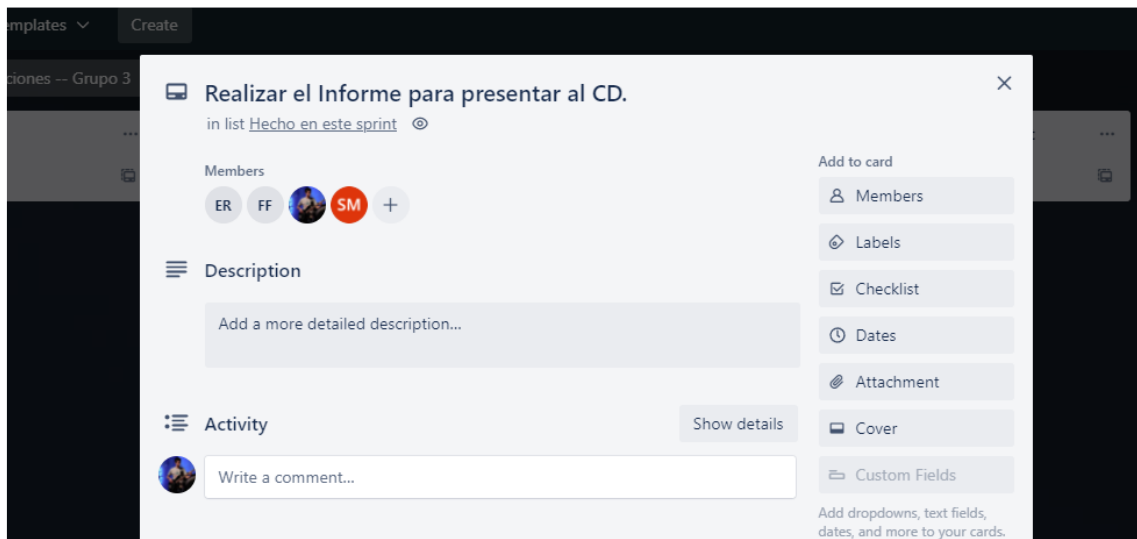 emplates
Create
ciones -- Grupo 3
Realizar el Informe para presentar al CD.
in list Hecho en este sprint
Members
ER FF SM +
Description
Add a more detailed description...
Activity
Show details
Write a comment...
Add to card
Members
Labels
Checklist
Dates
Attachment
Cover
Custom Fields
Add dropdowns, text fields,
dates, and more to your cards.